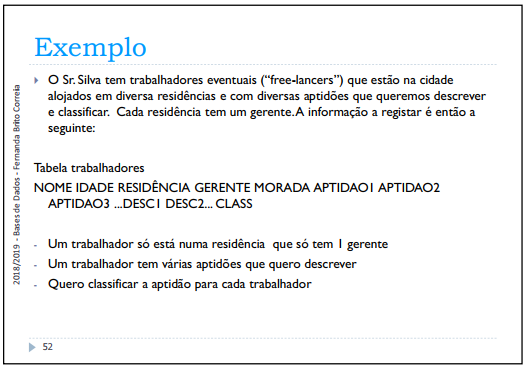 Exemplo
O Sr. Silva tem trabalhadores eventuais (“free-lancers”) que estão na cidade
alojados em diversa residências e com diversas aptidões que queremos descrever
e classificar. Cada residência tem um gerente. A informação a registar é então a
seguinte:
Tabela trabalhadores
NOME IDADE RESIDÊNCIA GERENTE MORADA APTIDAO1 APTIDAO2
APTIDAO3 ...DESC1 DESC2... CLASS
- Um trabalhador só está numa residência que só tem 1 gerente
- Um trabalhador tem várias aptidões que quero descrever
- Quero classificar a aptidão para cada trabalhador
2018/2019 - Bases de Dados - Fernanda Brito Correia
52